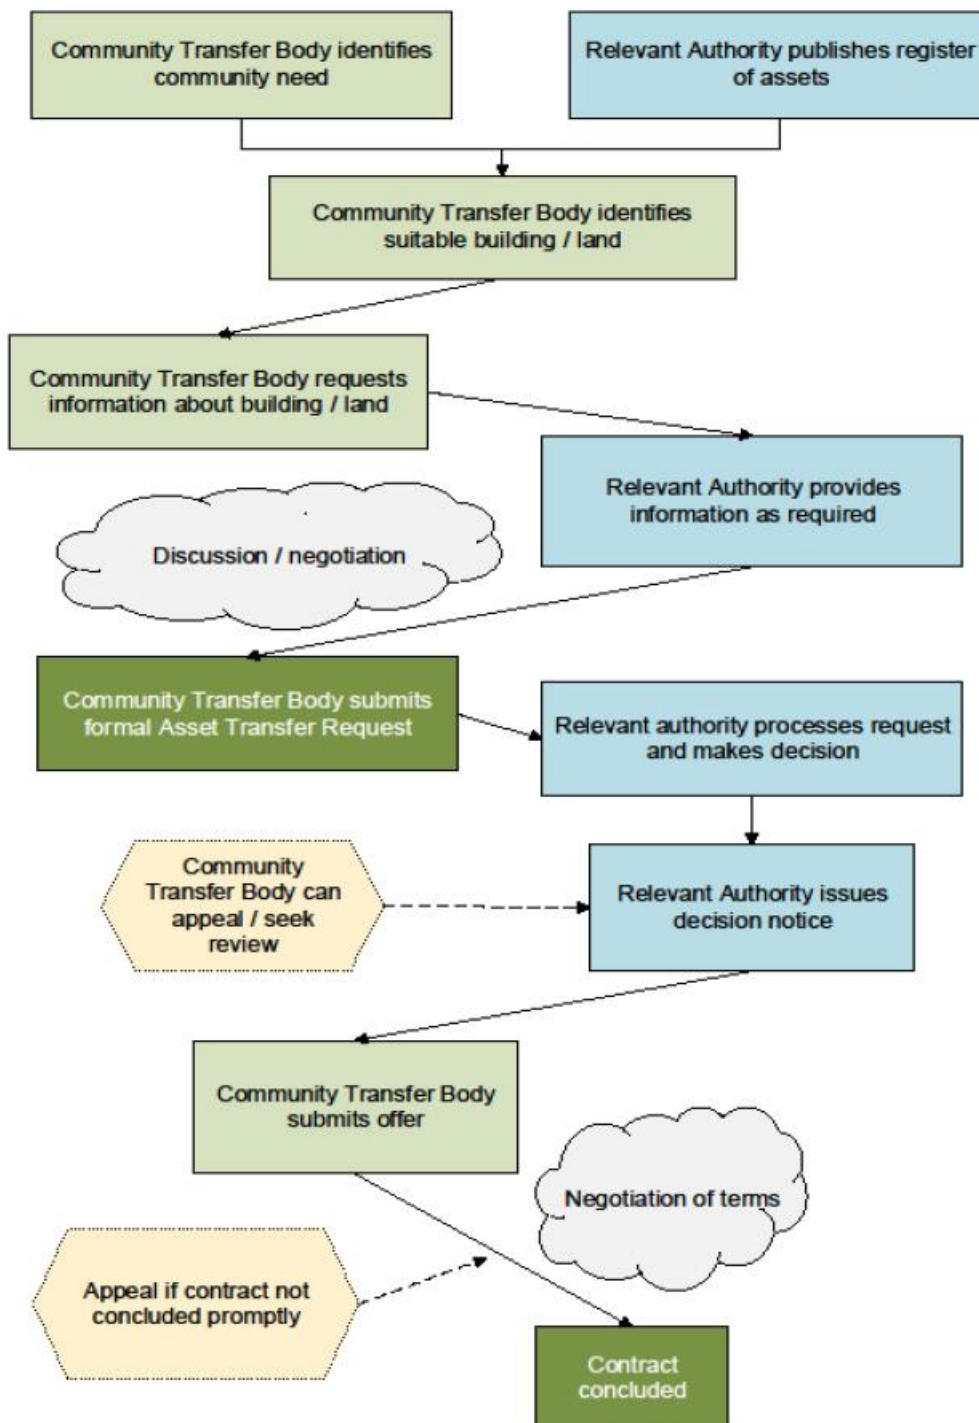 Community Transfer Body identifies
community need
Relevant Authority publishes register
of assets
Community Transfer Body identifies
suitable building / land
Community Transfer Body requests
information about building / land
Relevant Authority provides
information as required
Discussion / negotiation
Community Transfer Body submits
formal Asset Transfer Request
Relevant authority processes request
and makes decision
Community
Transfer Body can
appeal / seek
review
Relevant Authority issues
decision notice
Community Transfer Body
submits offer
Negotiation of terms
Appeal if contract not
concluded promptly
Contract
concluded